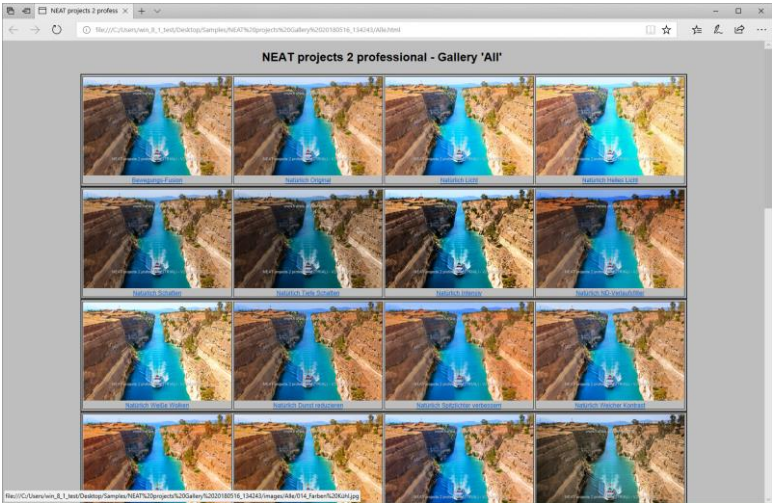 NEAT projects 2 profess
file:///C:/Users/win_8_1_test/Desktop/Samples/NEAT%20projects%20Gallery%2020180516_134243/Alle.html
NEAT projects 2 professional - Gallery 'All'
Bewegungs-Fusion Natürlich Original Natürlich Licht Natürlich Helles Licht
Natürlich Schatten Natürlich Tiefe Schatten Natürlich Intensiv Natürlich ND-Verlaufsfilter
Natürlich Weiße Wolken Natürlich Dunst reduzieren Natürlich Spitzlichter verbessern Natürlich Weicher Kontrast
file:///C:/Users/win_8_1_test/Desktop/Samples/NEAT%20projects%20Gallery%2020180516_134243/images/Alle/014_Farben%20Kühl.jpg